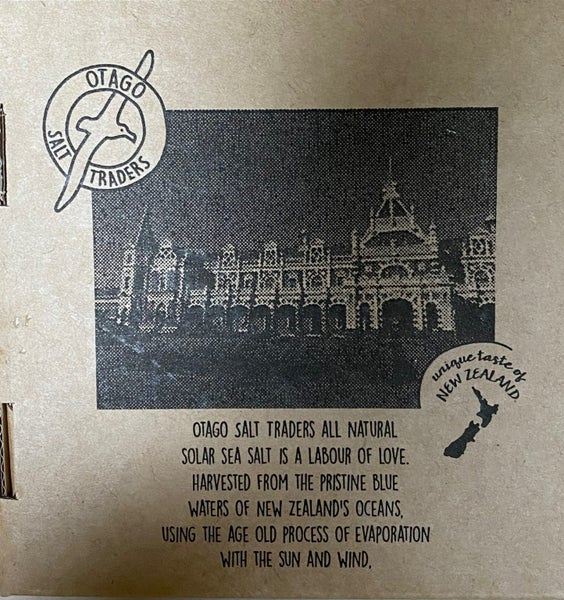 OTAGO
SALT TRADERS
unique taste of
NEW ZEALAND
OTAGO SALT TRADERS ALL NATURAL
SOLAR SEA SALT IS A LABOUR OF LOVE.
HARVESTED FROM THE PRISTINE BLUE
WATERS OF NEW ZEALAND'S OCEANS,
USING THE AGE OLD PROCESS OF EVAPORATION
WITH THE SUN AND WIND,